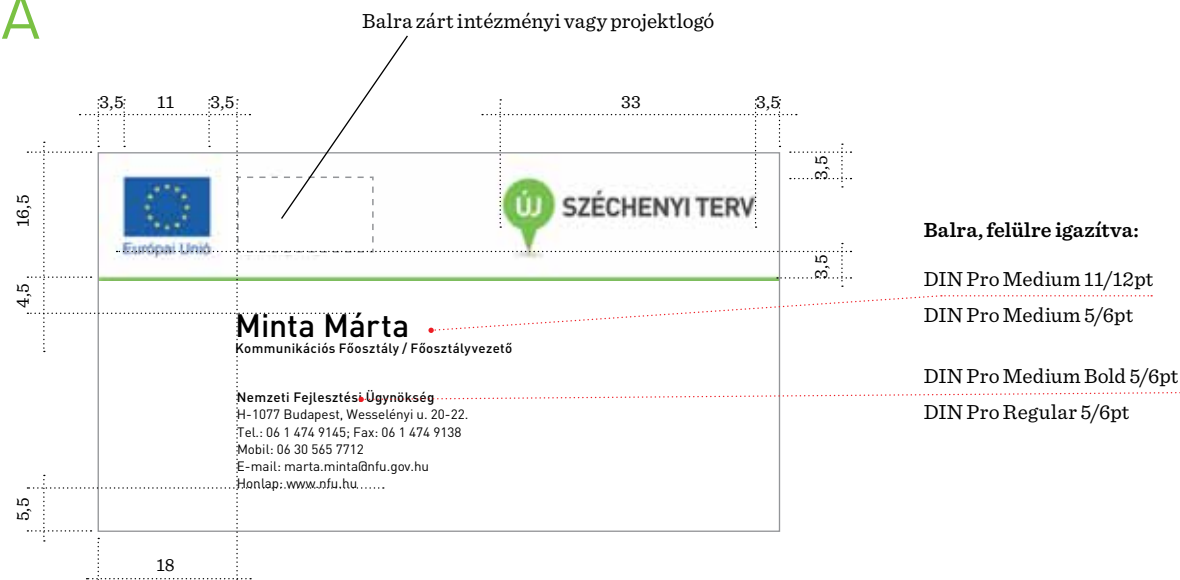 A
Balra zárt intézményi vagy projektlogó
3,5 11 3,5 33 3,5
3,5
16,5
Európai Unió
ÚJ SZÉCHENYI TERV
3,5
4,5
Balra, felülre igazítva:
DIN Pro Medium 11/12pt
DIN Pro Medium 5/6pt
Minta Márta
Kommunikációs Főosztály / Főosztályvezető
DIN Pro Medium Bold 5/6pt
DIN Pro Regular 5/6pt
Nemzeti Fejlesztési Ügynökség
H-1077 Budapest, Wesselényi u. 20-22.
Tel.: 06 1 474 9145; Fax: 06 1 474 9138
Mobil: 06 30 565 7712
E-mail: marta.minta@nfu.gov.hu
Honlap: www.nfu.hu
5,5
18